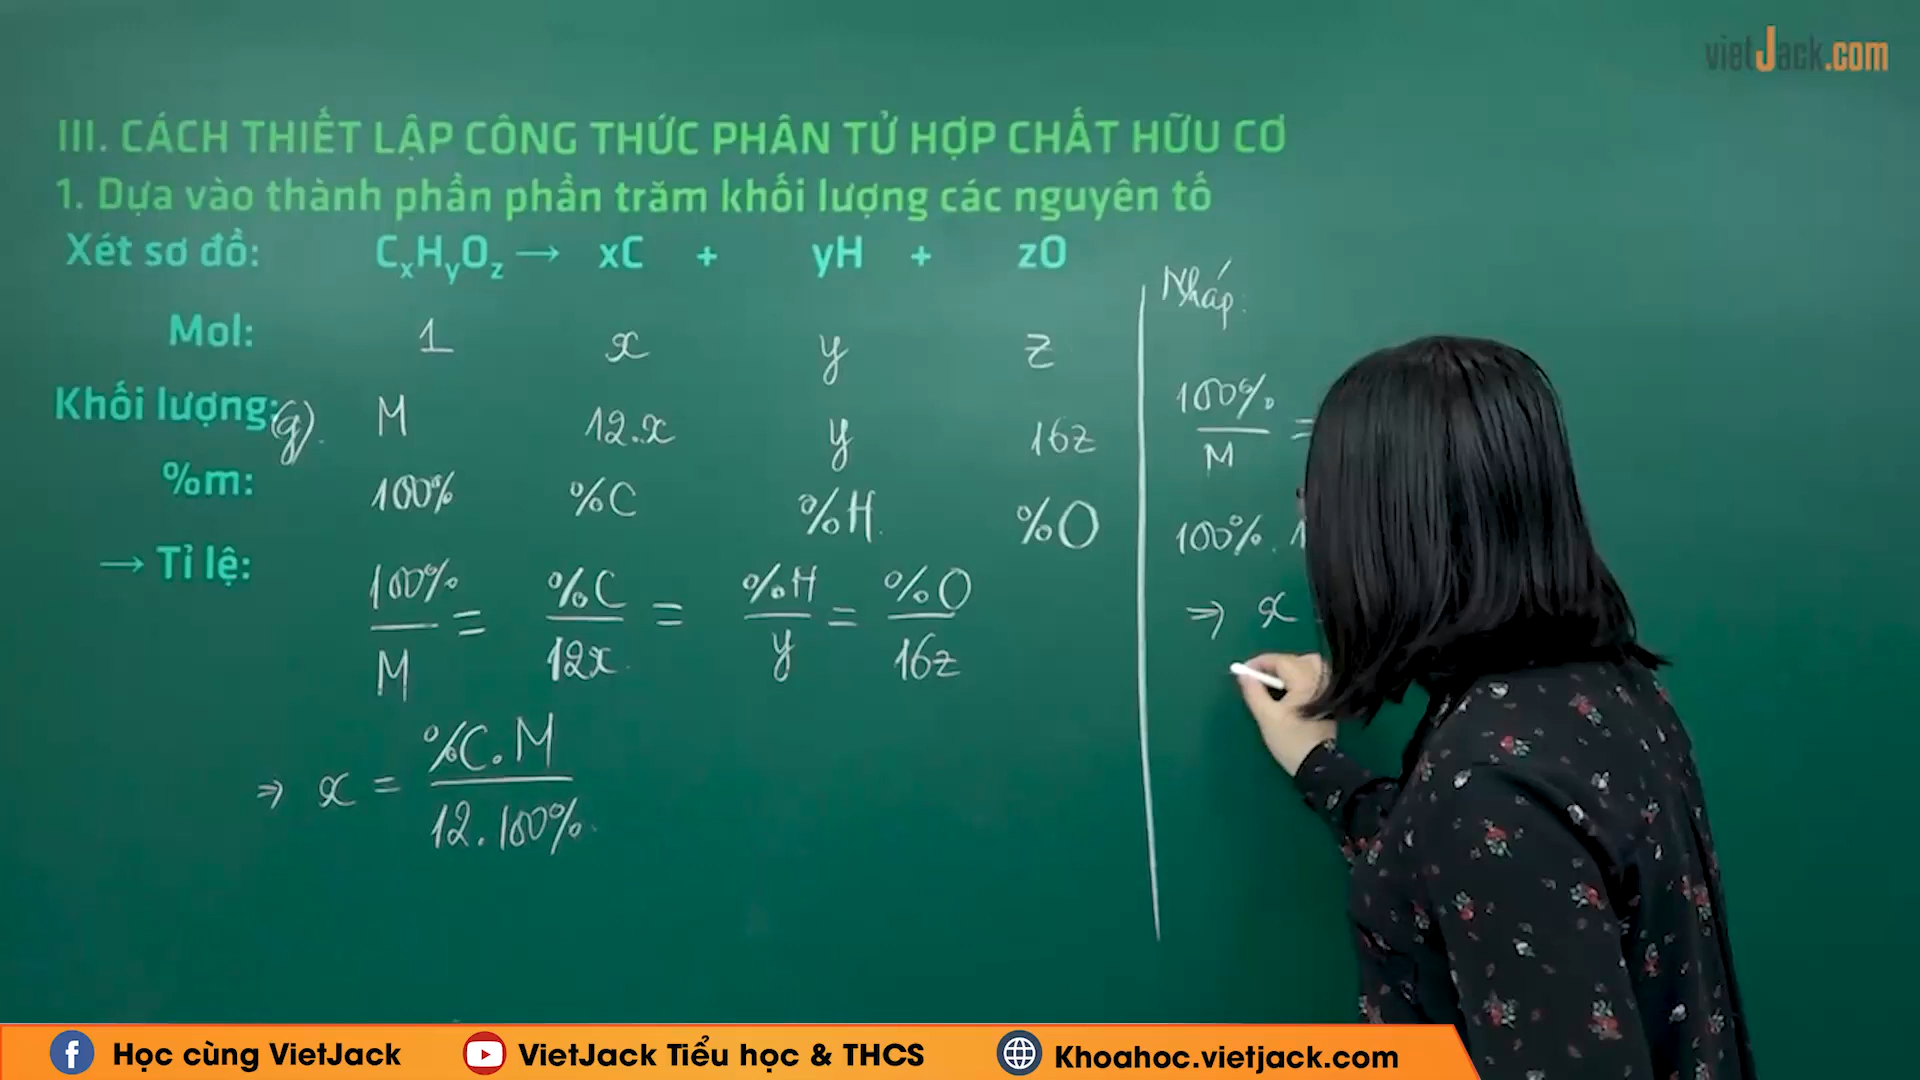 vietJack.com
III. CÁCH THIẾT LẬP CÔNG THỨC PHÂN TỬ HỢP CHẤT HỮU CƠ
1. Dựa vào thành phần phần trăm khối lượng các nguyên tố
Xét sơ đồ: CxHyOz → xC + yH + zO
Mol: 1 x y z
Khối lượng: (g). M 12.x y 16z
%m: 100% %C %H %O
→ Tỉ lệ: 100%/M = %C/12x = %H/y = %O/16z
⇒ x = %C.M/12.100%
Nháp:
100%/M =
100%. 1
⇒ x
Học cùng VietJack
VietJack Tiểu học & THCS
Khoahoc.vietjack.com